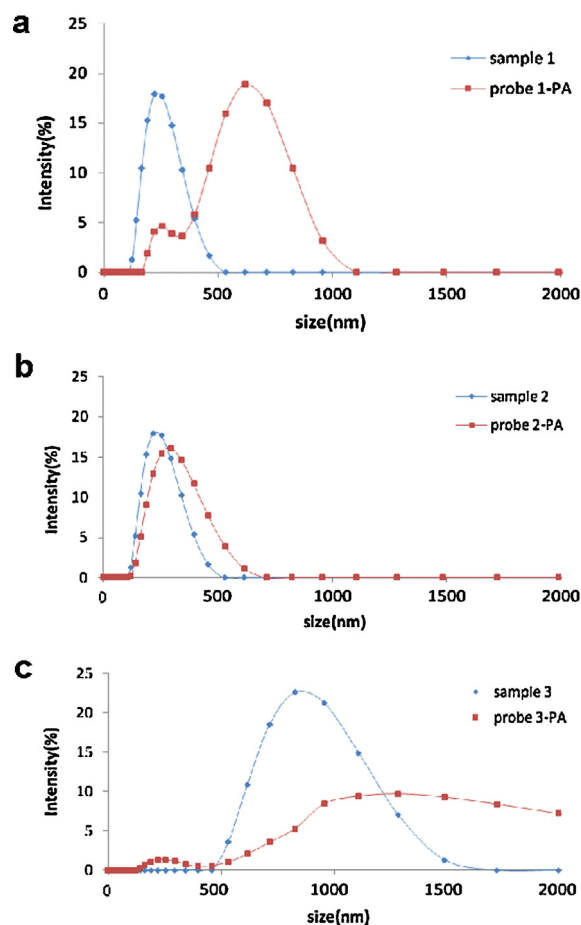 a
25
20
15
10
5
0
Intensity(%)
sample 1
probe 1-PA
0 500 1000 1500 2000
size(nm)
b
25
20
15
10
5
0
Intensity(%)
sample 2
probe 2-PA
0 500 1000 1500 2000
size(nm)
c
25
20
15
10
5
0
Intensity(%)
sample 3
probe 3-PA
0 500 1000 1500 2000
size(nm)